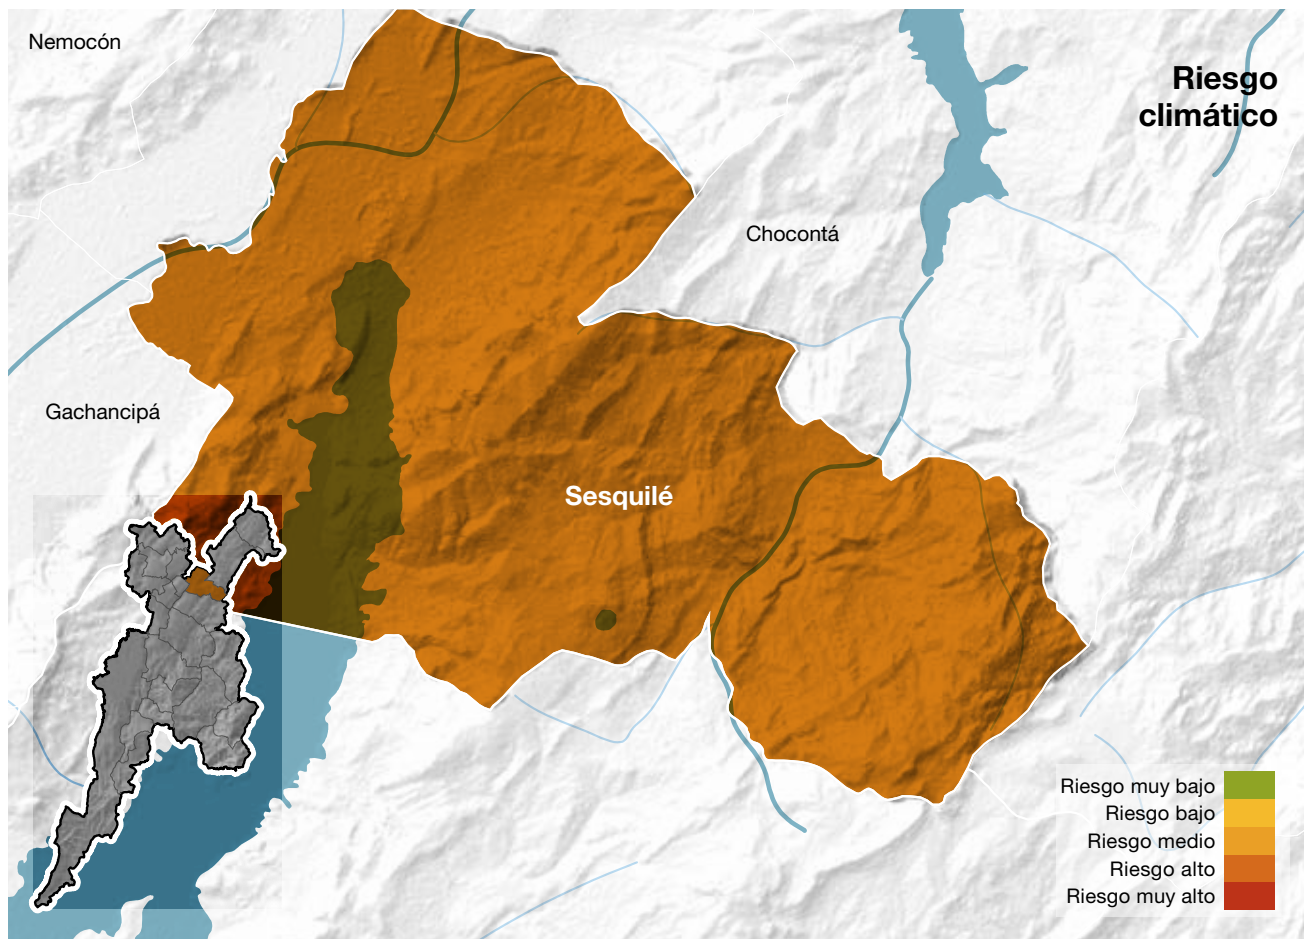 Nemocón
Riesgo
climático
Chocontá
Gachancipá
Sesquilé
Riesgo muy bajo
Riesgo bajo
Riesgo medio
Riesgo alto
Riesgo muy alto